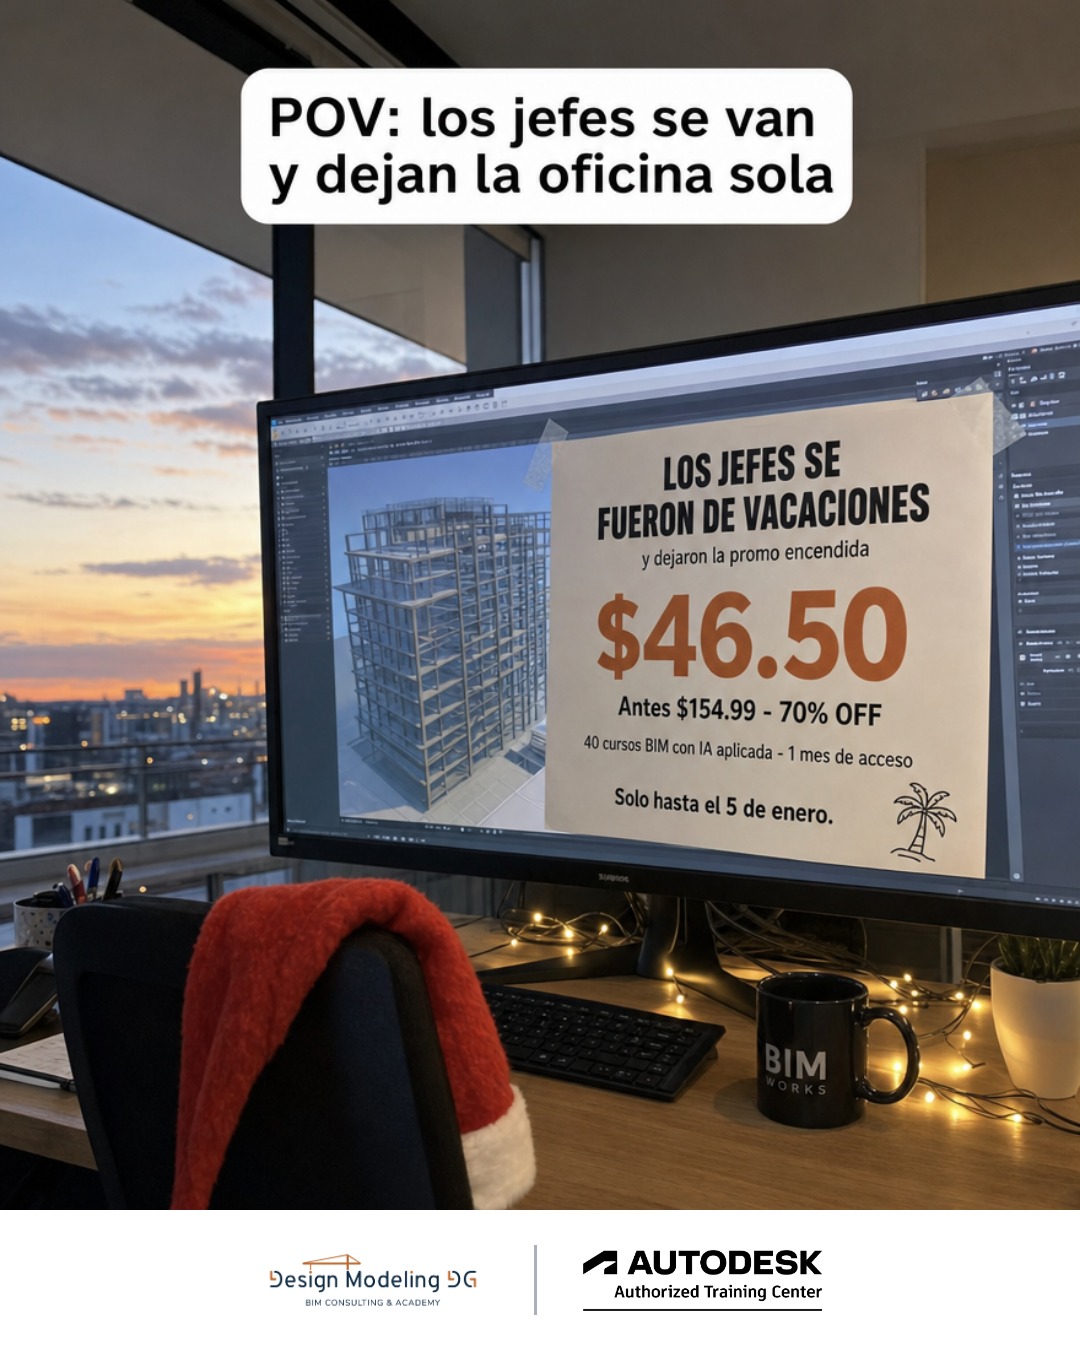 POV: los jefes se van
y dejan la oficina sola
LOS JEFES SE
FUERON DE VACACIONES
y dejaron la promo encendida
$46.50
Antes $154.99 - 70% OFF
40 cursos BIM con IA aplicada - 1 mes de acceso
Solo hasta el 5 de enero.
BIM
WORKS
Design Modeling DG
BIM CONSULTING & ACADEMY
AUTODESK
Authorized Training Center